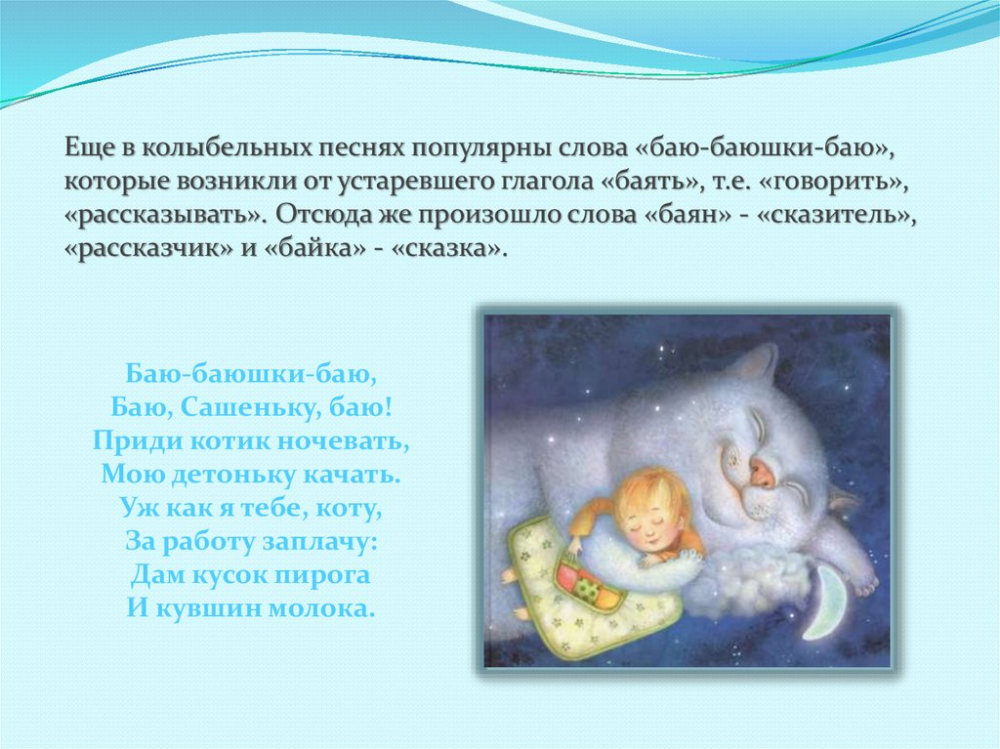 Еще в колыбельных песнях популярны слова «баю-баюшки-баю»,
которые возникли от устаревшего глагола «баять», т.е. «говорить»,
«рассказывать». Отсюда же произошло слова «баян» - «сказитель»,
«рассказчик» и «байка» - «сказка».
Баю-баюшки-баю,
Баю, Сашеньку, баю!
Приди котик ночевать,
Мою детоньку качать.
Уж как я тебе, коту,
За работу заплачу:
Дам кусок пирога
И кувшин молока.